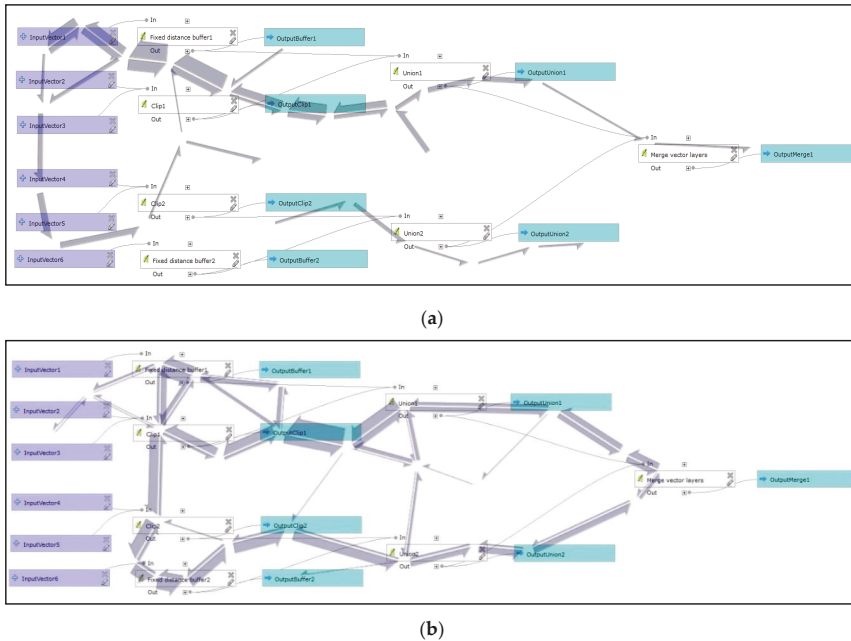 InputVector1
In
Fixed distance buffer1
Out
OutputBuffer1
InputVector2
In
Union1
Out
OutputUnion1
In
Clip1
Out
OutputClip1
InputVector3
In
Merge vector layers
Out
OutputMerge1
InputVector4
In
Clip2
Out
OutputClip2
InputVector5
In
Union2
Out
OutputUnion2
InputVector6
In
Fixed distance buffer2
Out
OutputBuffer2
(a)
InputVector1
In
Fixed distance buffer1
Out
OutputBuffer1
InputVector2
In
Union1
Out
OutputUnion1
In
Clip1
Out
OutputClip1
InputVector3
In
Merge vector layers
Out
OutputMerge1
InputVector4
In
Clip2
Out
OutputClip2
InputVector5
In
Union2
Out
OutputUnion2
InputVector6
In
Fixed distance buffer2
Out
OutputBuffer2
(b)